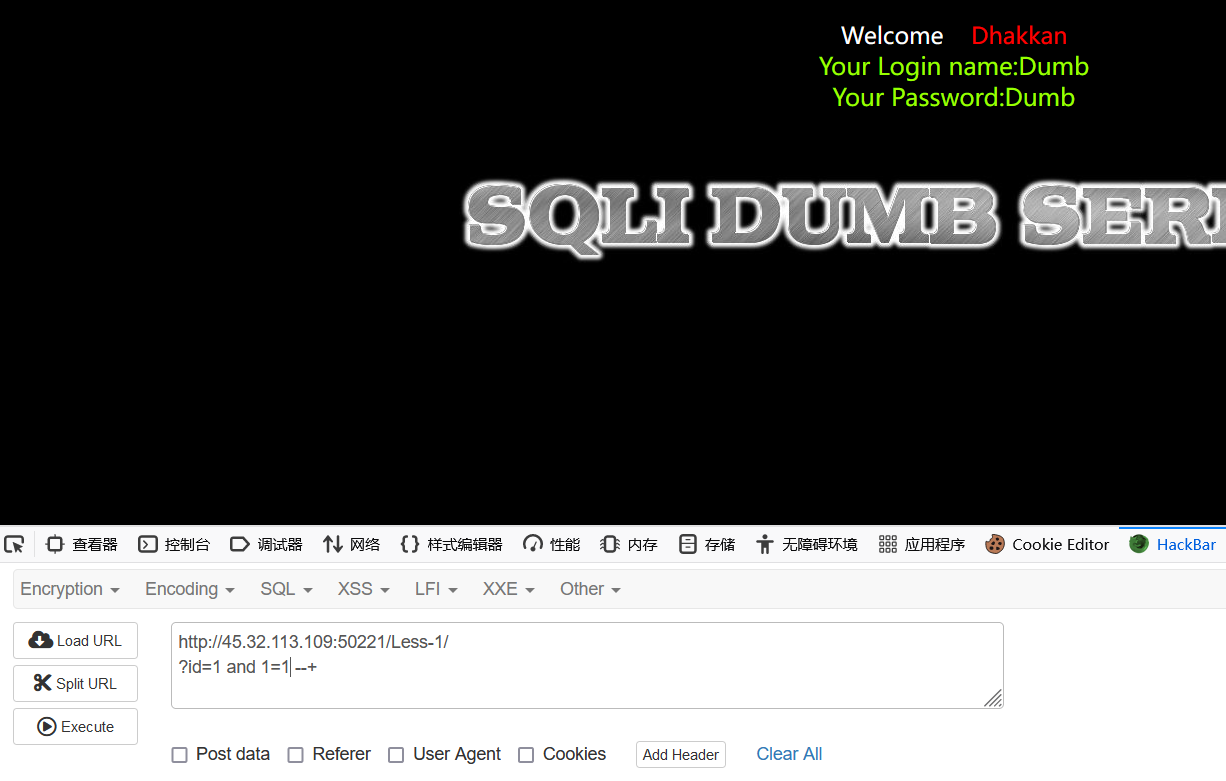 Welcome Dhakkan
Your Login name:Dumb
Your Password:Dumb
SQLI DUMB
查看器 控制台 调试器 网络 样式编辑器 性能 内存 存储 无障碍环境 应用程序 Cookie Editor HackBar
Encryption Encoding SQL XSS LFI XXE Other
Load URL
http://45.32.113.109:50221/Less-1/
?id=1 and 1=1 --+
Split URL
Execute
Post data Referer User Agent Cookies Add Header Clear All